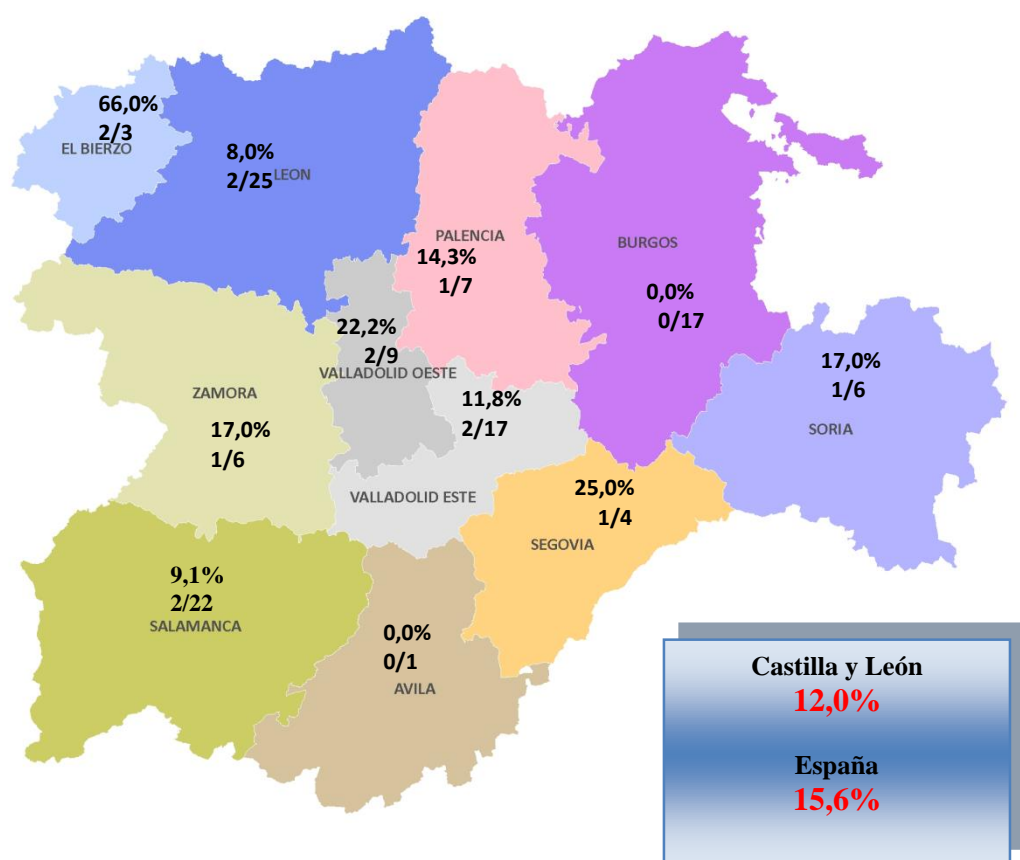 66,0%
2/3
EL BIERZO
8,0%
2/25
LEON
PALENCIA
14,3%
1/7
BURGOS
0,0%
0/17
22,2%
2/9
VALLADOLID OESTE
17,0%
1/6
SORIA
ZAMORA
17,0%
1/6
11,8%
2/17
VALLADOLID ESTE
25,0%
1/4
SEGOVIA
9,1%
2/22
SALAMANCA
0,0%
0/1
AVILA
Castilla y León
12,0%
España
15,6%